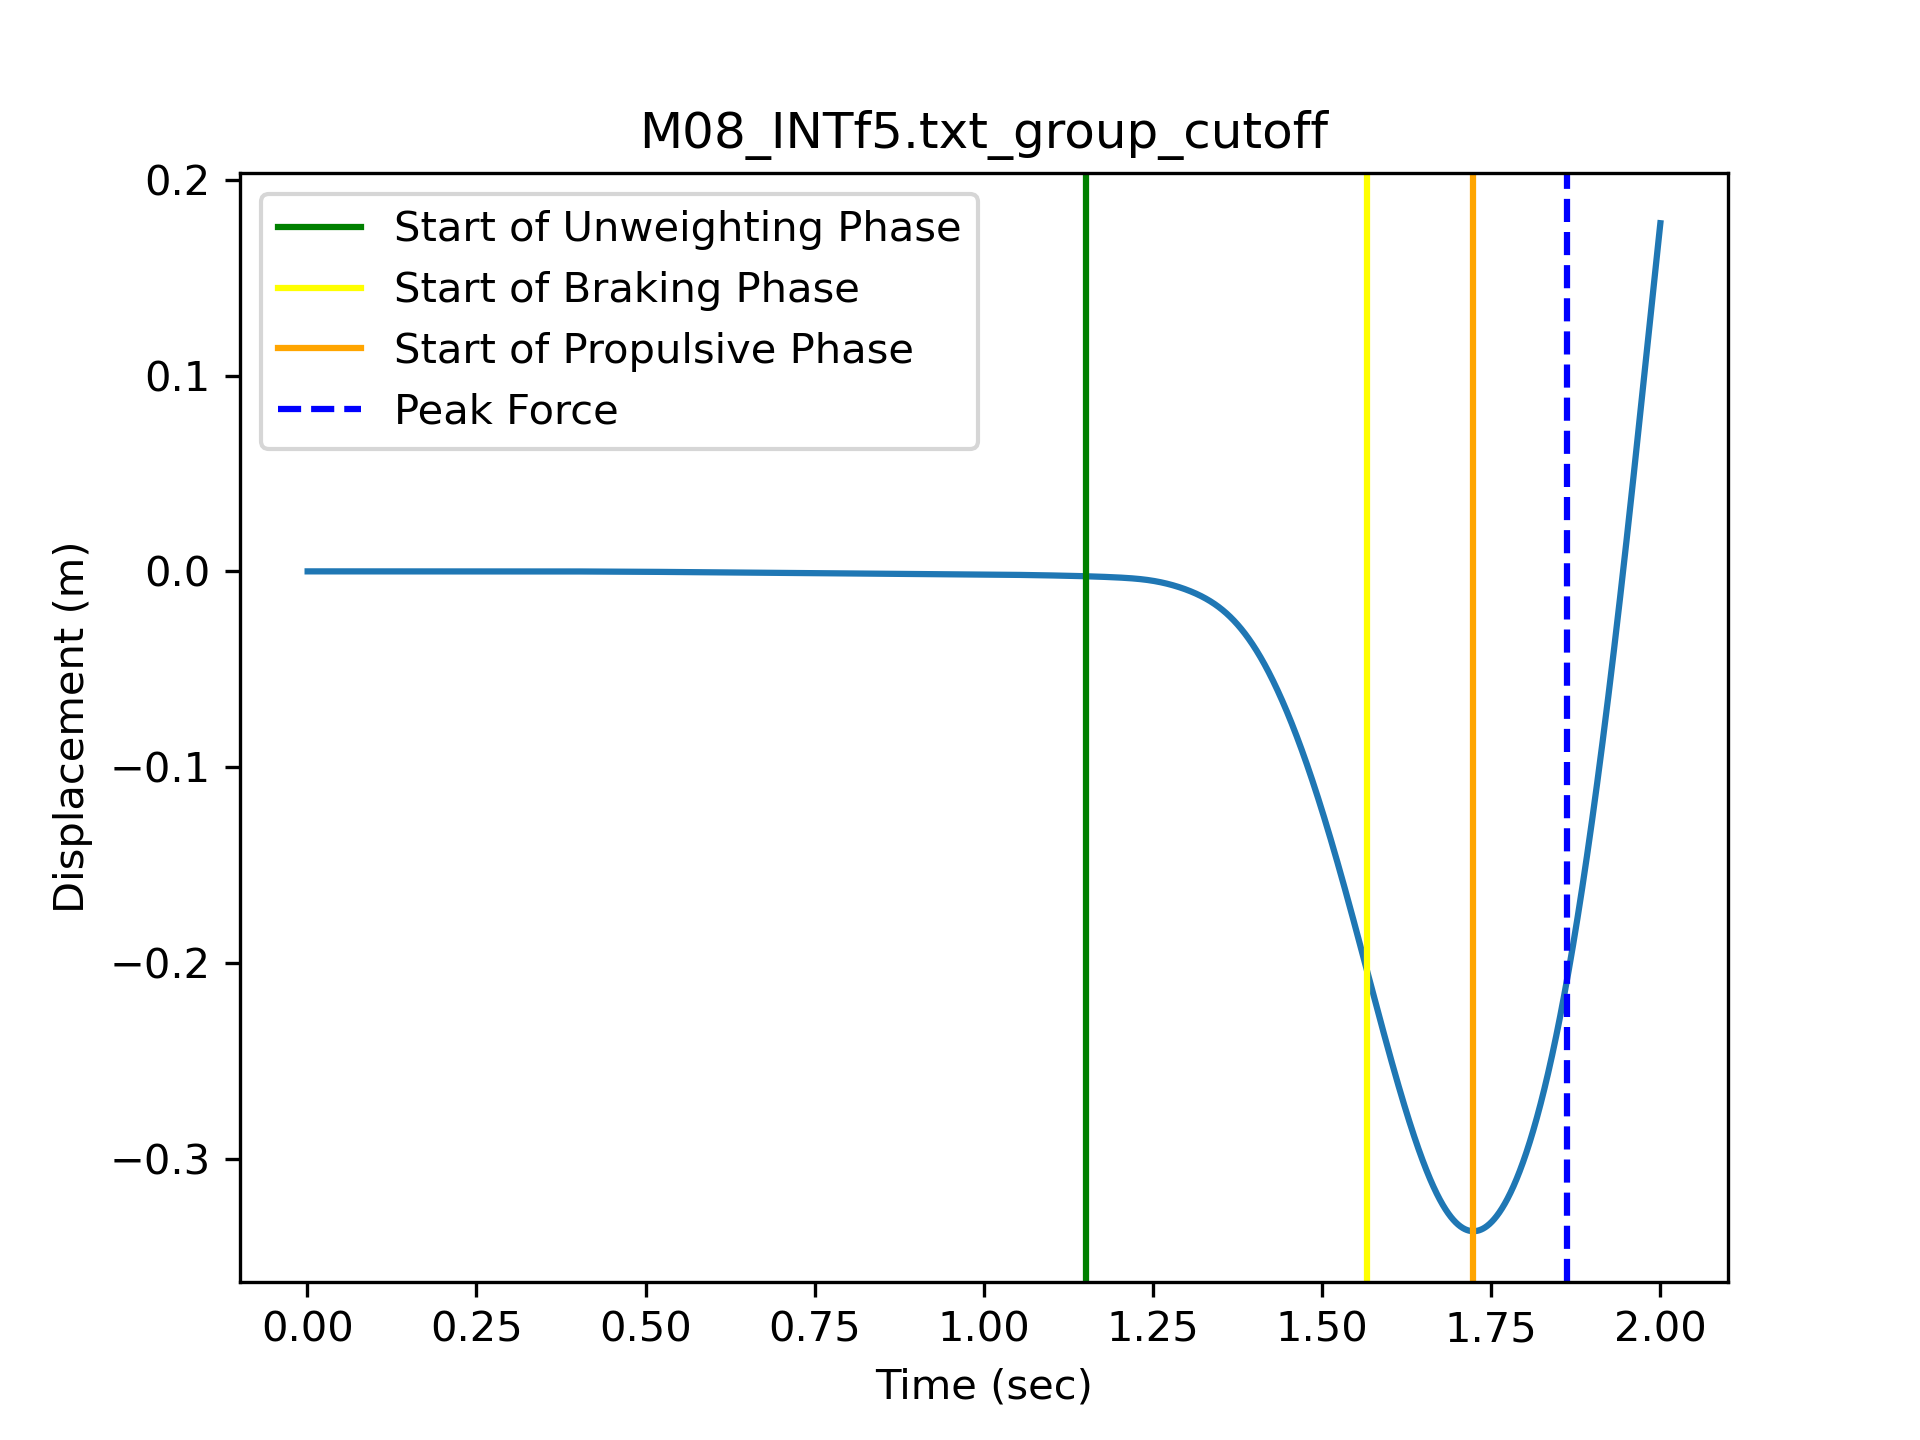 M08_INTf5.txt_group_cutoff
0.2
0.1
0.0
−0.1
−0.2
−0.3
Displacement (m)
Start of Unweighting Phase
Start of Braking Phase
Start of Propulsive Phase
Peak Force
0.00 0.25 0.50 0.75 1.00 1.25 1.50 1.75 2.00
Time (sec)